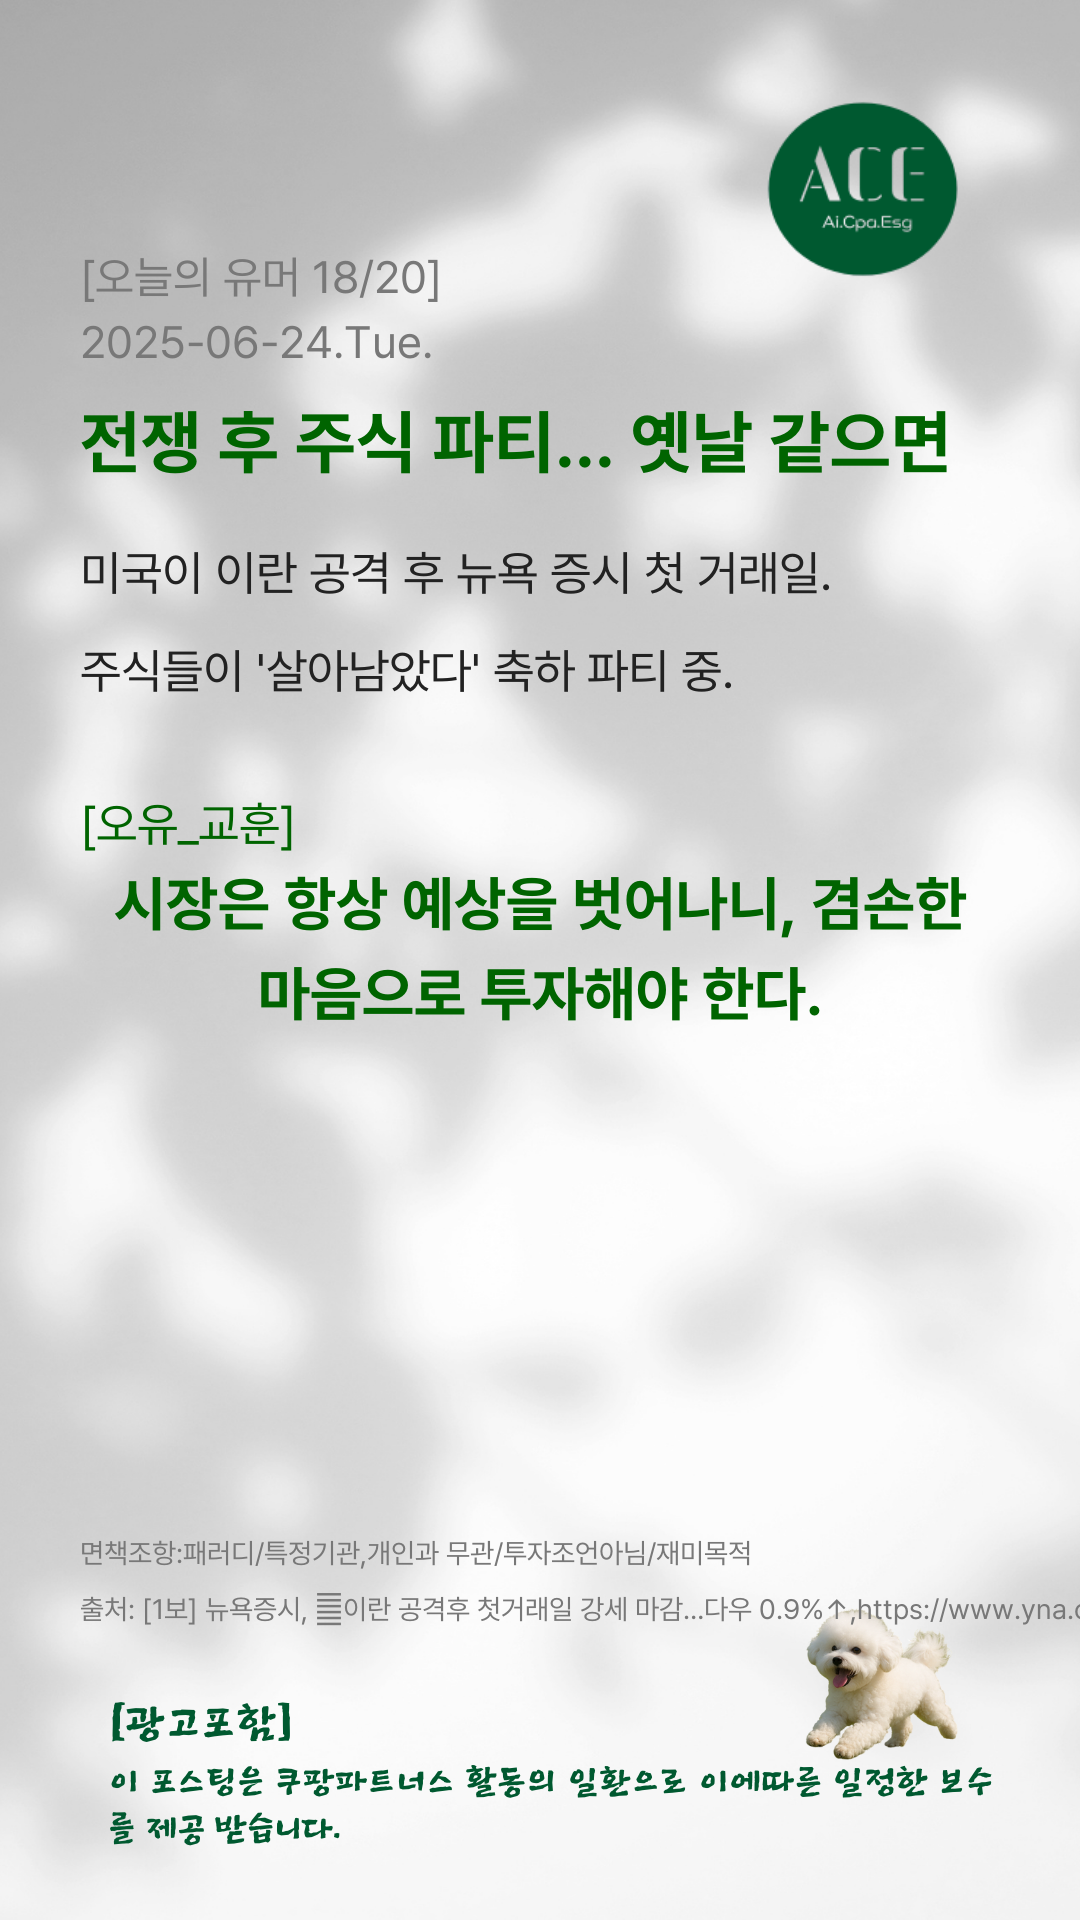 ACE
Ai.Cpa.Esg
[오늘의 유머 18/20]
2025-06-24.Tue.
전쟁 후 주식 파티... 옛날 같으면
미국이 이란 공격 후 뉴욕 증시 첫 거래일.
주식들이 '살아남았다' 축하 파티 중.
[오유_교훈]
시장은 항상 예상을 벗어나니, 겸손한
마음으로 투자해야 한다.
면책조항:패러디/특정기관,개인과 무관/투자조언아님/재미목적
출처: [1보] 뉴욕증시, 이란 공격후 첫거래일 강세 마감...다우 0.9%↑,https://www.yna.c
[광고포함]
이 포스팅은 쿠팡파트너스 활동의 일환으로 이에따른 일정한 보수
를 제공 받습니다.